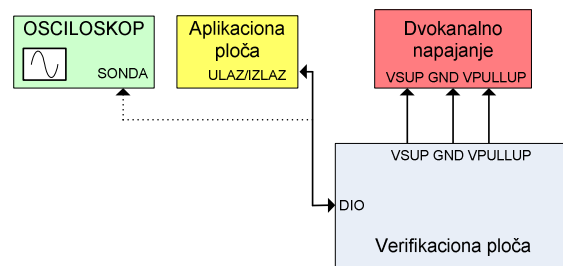 OSCILOSKOP
SONDA
Aplikaciona
ploča
ULAZ/IZLAZ
Dvokanalno
napajanje
VSUP GND VPULLUP
VSUP GND VPULLUP
DIO
Verifikaciona ploča